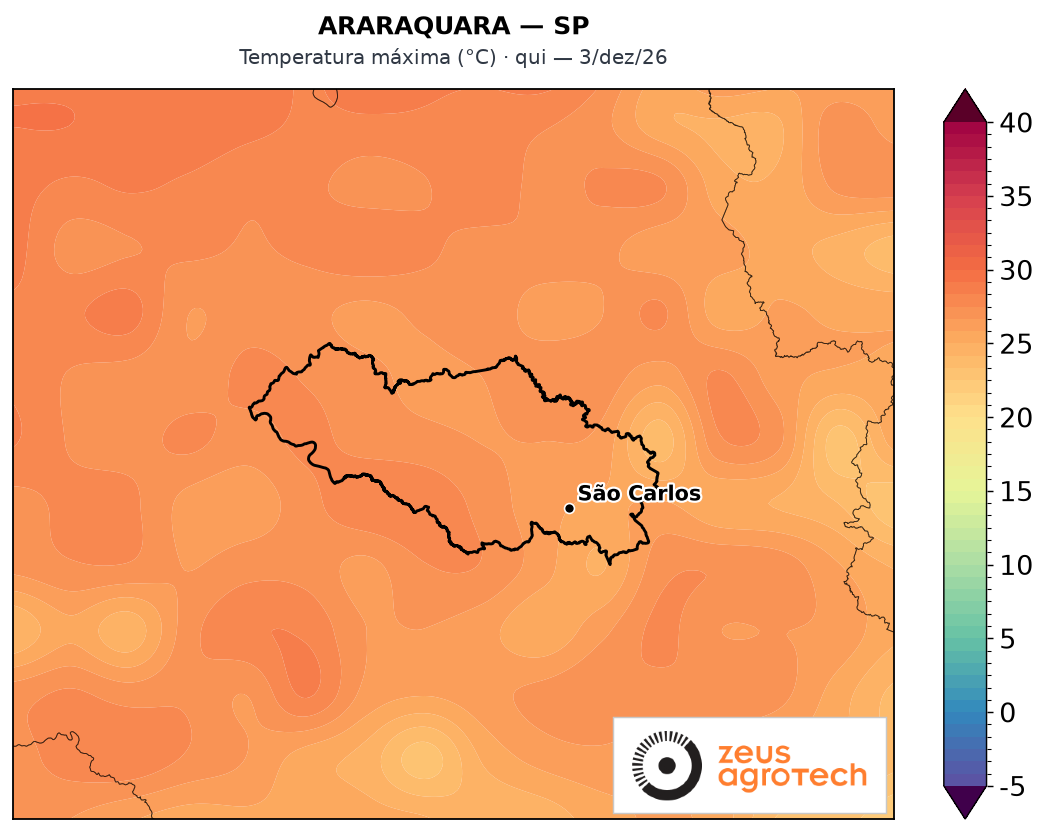 ARARAQUARA — SP
Temperatura máxima (°C) · qui — 3/dez/26
40
35
30
25
20
15
10
5
0
-5
São Carlos
zeus
agrotech